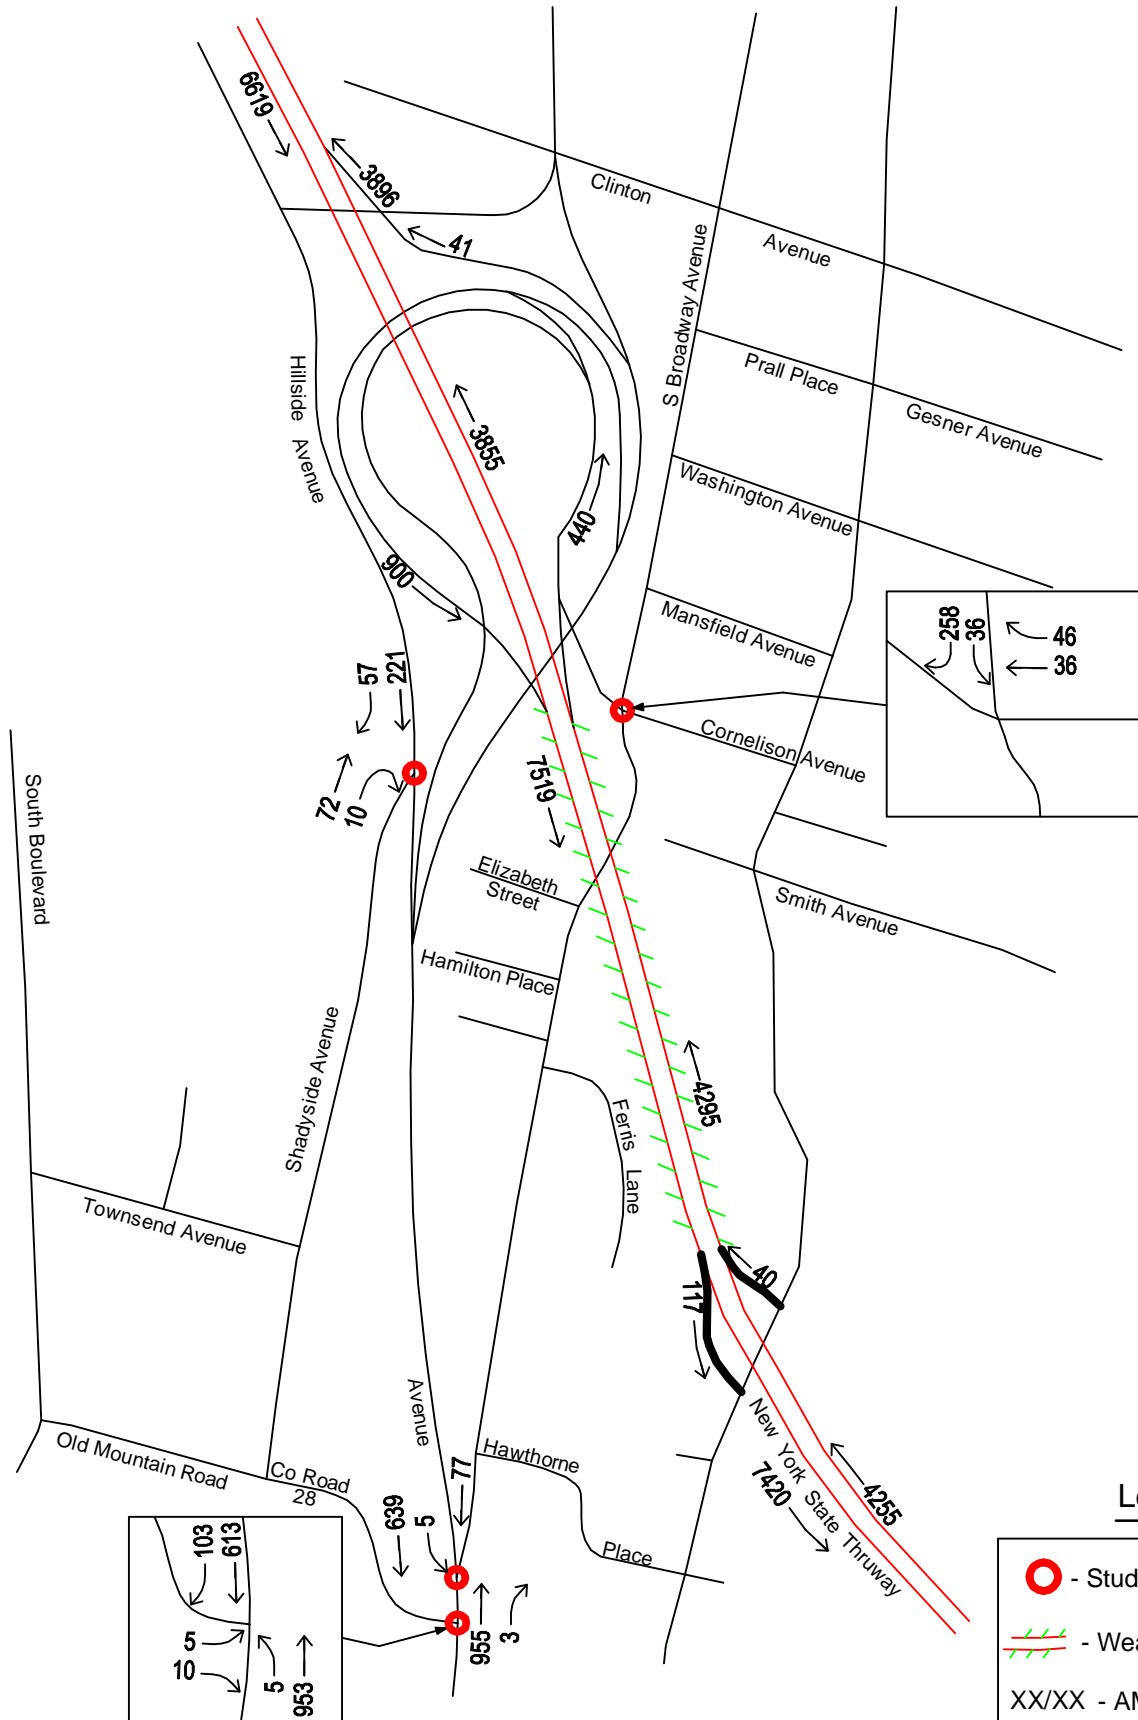 6619
3896
Clinton
Avenue
41
S Broadway Avenue
Prall Place
Gesner Avenue
Hillside Avenue
3855
Washington Avenue
440
900
Mansfield Avenue
258
36
46
36
57
221
Cornelison Avenue
72
10
7519
South Boulevard
Elizabeth
Street
Smith Avenue
Hamilton Place
Shadyside Avenue
4295
Ferris Lane
Townsend Avenue
40
117
Avenue
New York State Thruway
Old Mountain Road
Co Road
28
Hawthorne
Place
77
7420
4255
639
5
955
3
103
613
5
10
5
953
- Stud
- Wea
XX/XX - AM